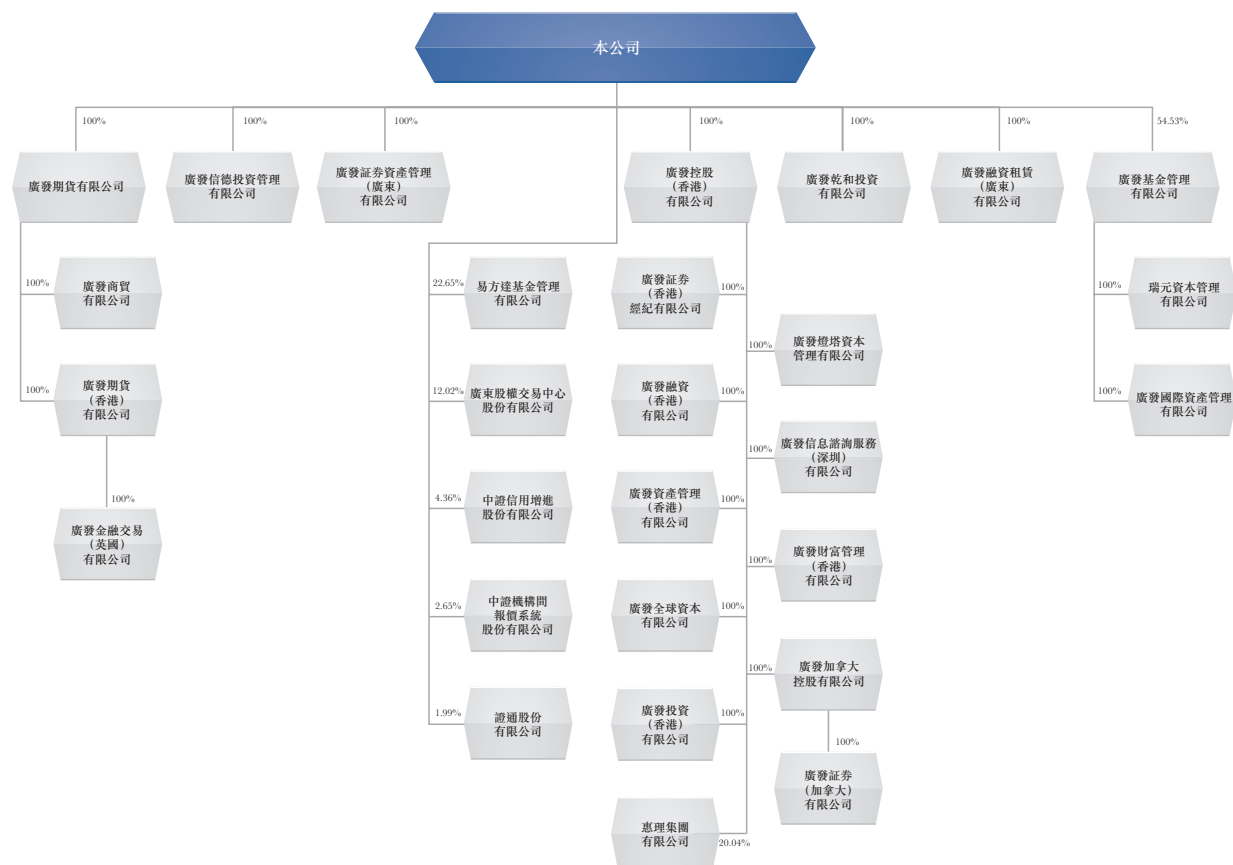 本公司
100%
100%
100%
100%
100%
100%
54.53%
廣發期貨有限公司
廣發信德投資管理
有限公司
廣發証券資產管理
（廣東）
有限公司
廣發控股
（香港）
有限公司
廣發乾和投資
有限公司
廣發融資租賃
（廣東）
有限公司
廣發基金管理
有限公司
100%
廣發商貿
有限公司
100%
廣發期貨
（香港）
有限公司
100%
廣發金融交易
（英國）
有限公司
22.65%
易方達基金管理
有限公司
12.02%
廣東股權交易中心
股份有限公司
4.36%
中證信用增進
股份有限公司
2.65%
中證機構間
報價系統
股份有限公司
1.99%
證通股份
有限公司
廣發証券
（香港）
經紀有限公司
100%
廣發融資
（香港）
有限公司
100%
廣發資產管理
（香港）
有限公司
100%
廣發全球資本
有限公司
100%
廣發投資
（香港）
有限公司
100%
惠理集團
有限公司
20.04%
100%
廣發燈塔資本
管理有限公司
100%
廣發信息諮詢服務
（深圳）
有限公司
100%
廣發財富管理
（香港）
有限公司
100%
廣發加拿大
控股有限公司
100%
廣發証券
（加拿大）
有限公司
100%
瑞元資本管理
有限公司
100%
廣發國際資產管理
有限公司